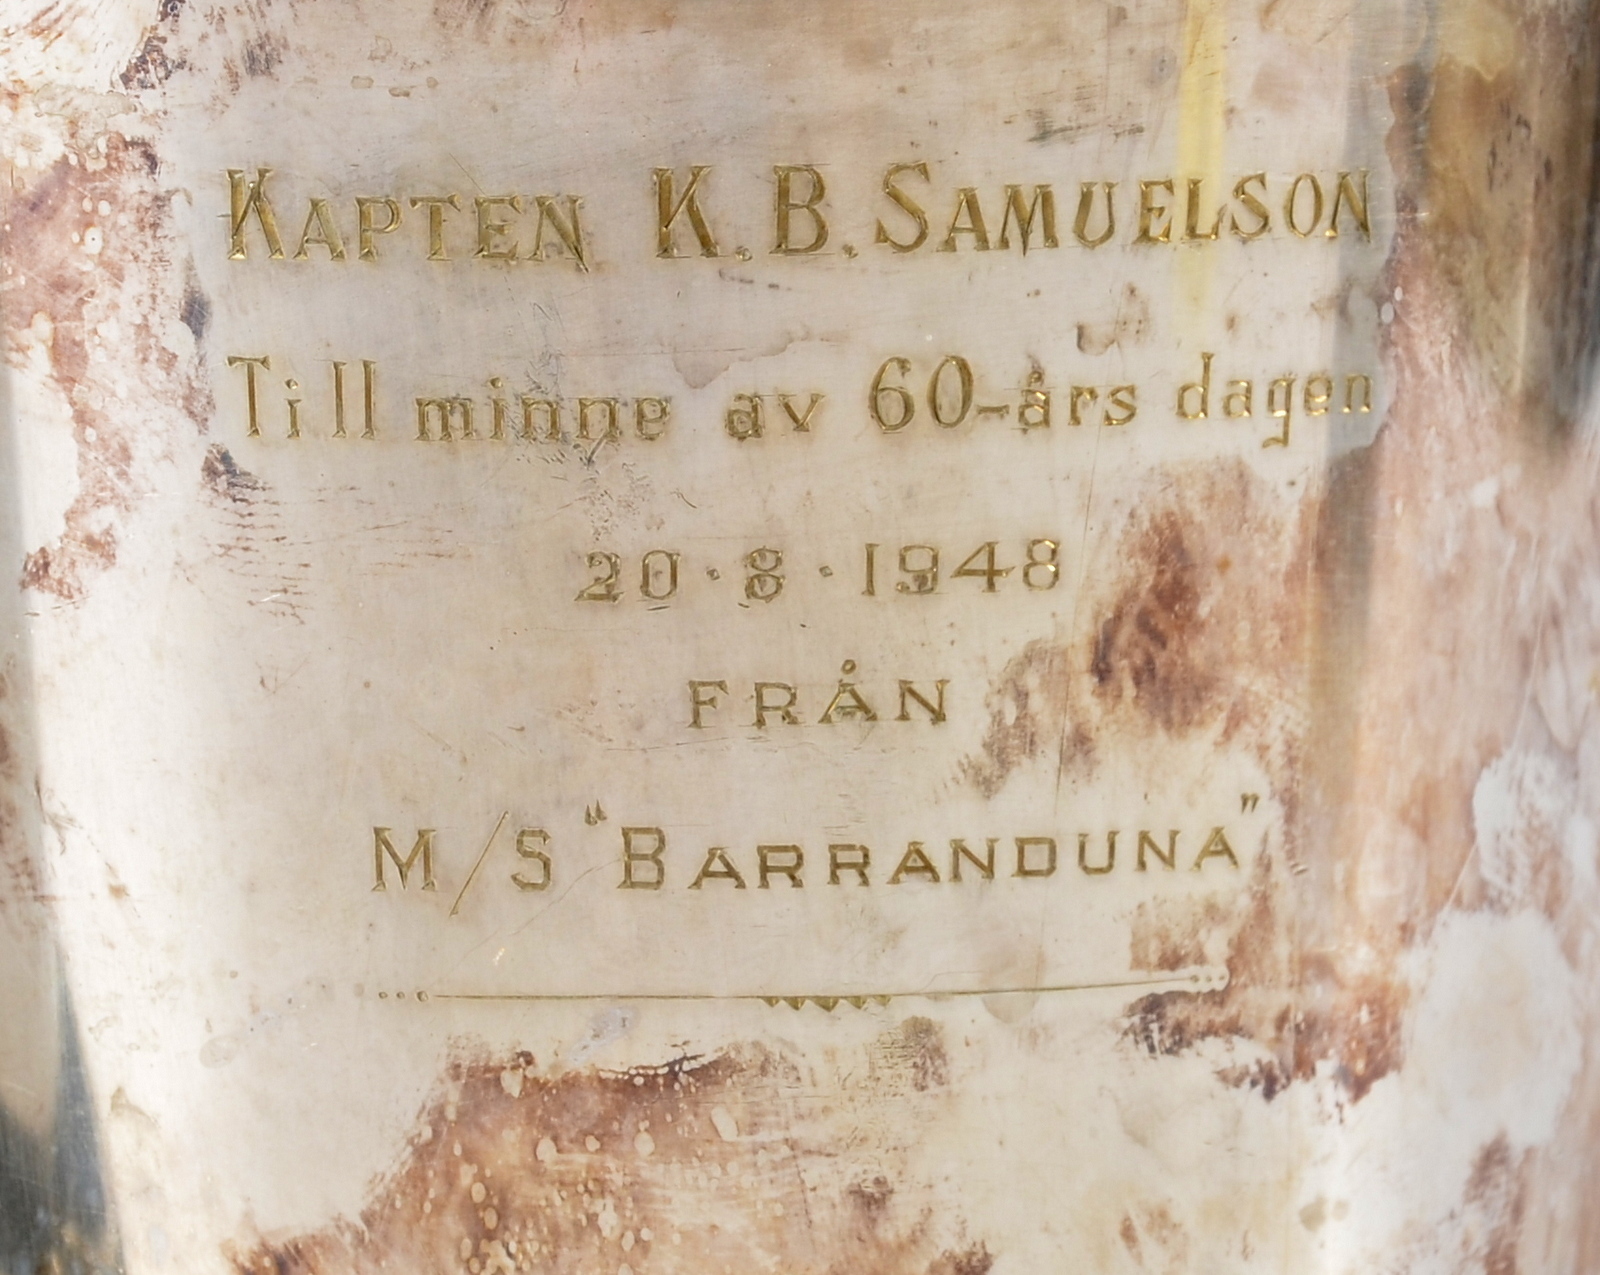 KAPTEN K. B. SAMUELSON
Till minne av 60-års dagen
20·8·1948
FRÅN
M/S "BARRANDUNA"